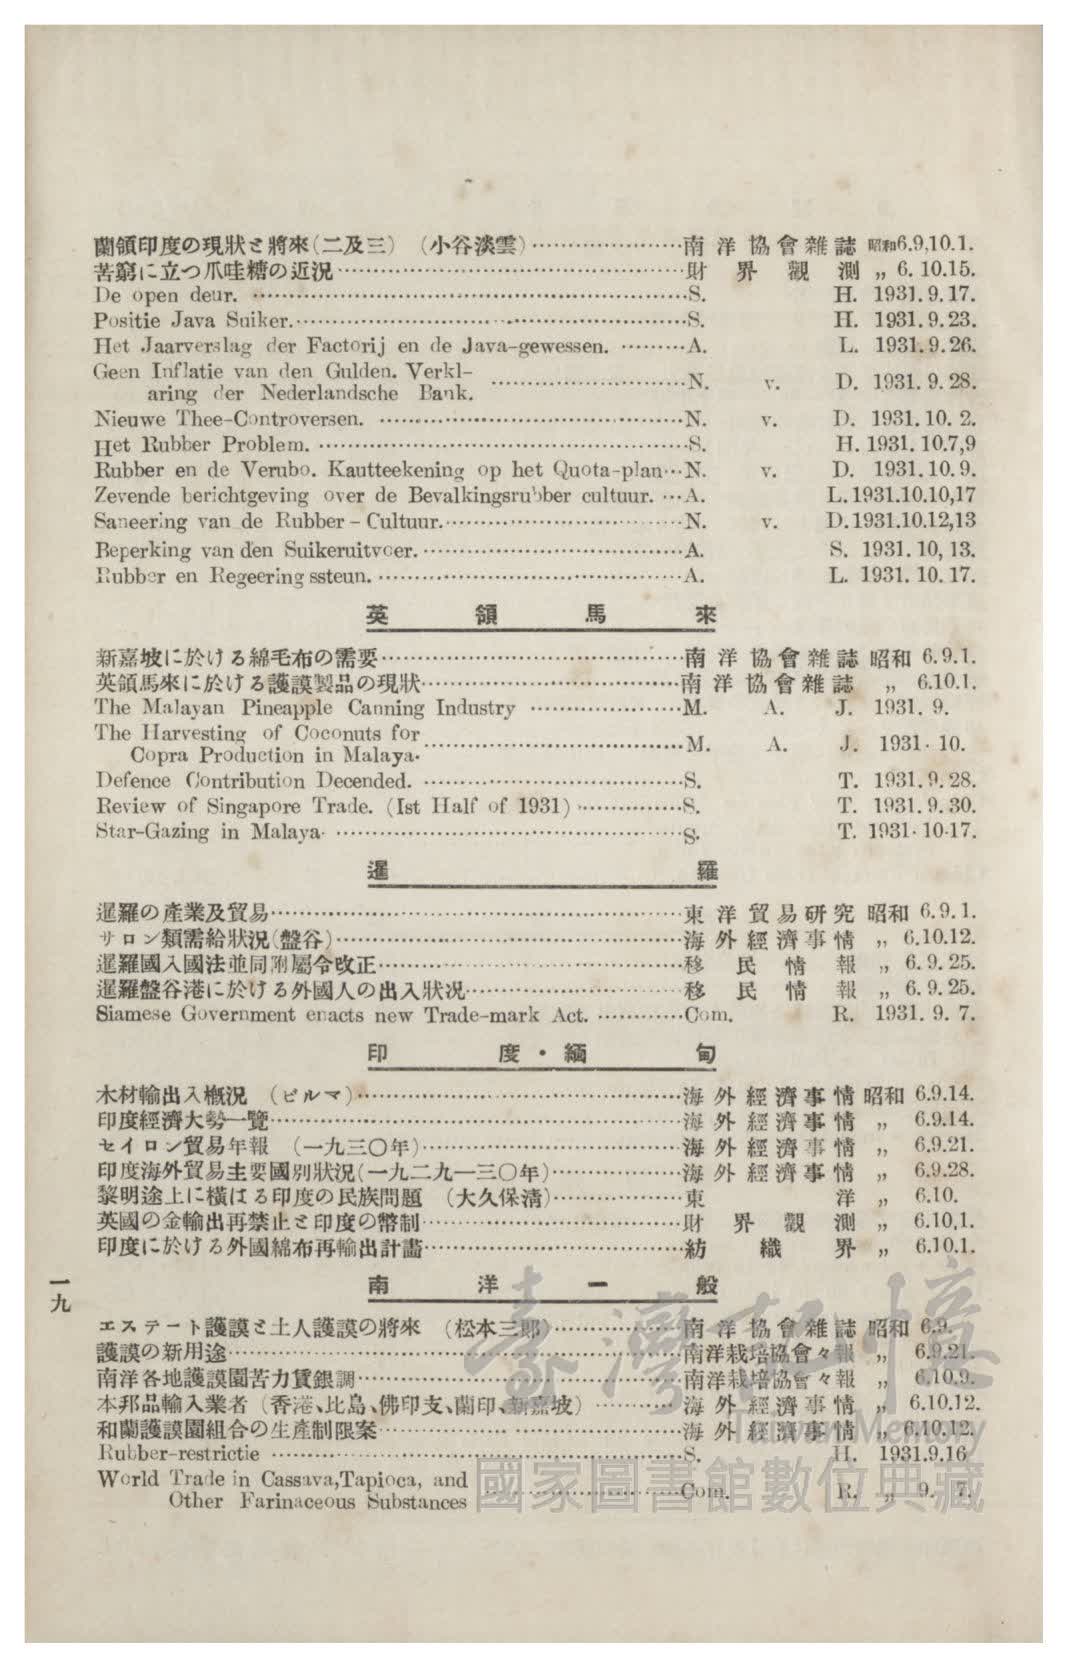 蘭領印度の現狀と將來(二及三) (小谷淡雲)……………南洋協會雜誌 昭和6.9,10.1.
苦窮に立つ爪哇糖の近況……………財界觀測 〃 6. 10.15.
De open deur. ……………S. H. 1931. 9. 17.
Positie Java Suiker.……………S. H. 1931. 9. 23.
Het Jaarverslag der Factorij en de Java-gewessen. ………A. L. 1931. 9. 26.
Geen Inflatie van den Gulden. Verkl-
aring der Nederlandsche Bank. ……………N. v. D. 1931. 9. 28.
Nieuwe Thee-Controversen. ……………N. v. D. 1931. 10. 2.
Het Rubber Problem. ……………S. H. 1931. 10.7,9
Rubber en de Verubo. Kautteekening op het Quota-plan…N. v. D. 1931. 10. 9.
Zevende berichtgeving over de Bevalkingsrubber cultuur. …A. L. 1931.10.10,17
Saneering van de Rubber-Cultuur.……………N. v. D. 1931.10.12,13
Beperking van den Suikeruitvoer.……………A. S. 1931. 10, 13.
Rubber en Regeering ssteun.……………A. L. 1931. 10. 17.
英領馬來
新嘉坡に於ける綿毛布の需要……………南洋協會雜誌 昭和 6.9.1.
英領馬來に於ける護謨製品の現狀……………南洋協會雜誌 〃 6.10.1.
The Malayan Pineapple Canning Industry ……………M. A. J. 1931. 9.
The Harvesting of Coconuts for
Copra Production in Malaya.……………M. A. J. 1931. 10.
Defence Contribution Decended. ……………S. T. 1931. 9. 28.
Review of Singapore Trade. (Ist Half of 1931) ……………S. T. 1931. 9. 30.
Star-Gazing in Malaya. ……………S. T. 1931. 10.17.
暹羅
暹羅の產業及貿易……………東洋貿易研究 昭和 6. 9. 1.
サロン類需給狀況(盤谷)……………海外經濟事情 〃 6.10.12.
暹羅國入國法並同附屬令改正……………移民情報 〃 6. 9. 25.
暹羅盤谷港に於ける外國人の出入狀況……………移民情報 〃 6. 9. 25.
Siamese Government enacts new Trade-mark Act. …………Com. R. 1931. 9. 7.
印度・緬甸
木材輸出入槪況 (ビルマ)……………海外經濟事情 昭和 6.9.14.
印度經濟大勢一覽……………海外經濟事情 〃 6.9.14.
セイロン貿易年報 (一九三〇年)……………海外經濟事情 〃 6.9.21.
印度海外貿易主要國別狀況(一九二九―三〇年)……………海外經濟事情 〃 6.9.28.
黎明途上に橫はる印度の民族問題 (大久保淸)……………東洋 〃 6.10.
英國の金輸出再禁止と印度の幣制……………財界觀測 〃 6.10,1.
印度に於ける外國綿布再輸出計畫……………紡織界 〃 6.10.1.
南洋一般
エステート護謨と土人護謨の將來 (松本三郎)……………南洋協會雜誌 昭和 6.9.
護謨の新用途……………南洋栽培協會々報 〃 6.9.21.
南洋各地護謨園苦力賃銀調……………南洋栽培協會々報 〃 6.10.9.
本邦品輸入業者 (香港、比島、佛印支、蘭印、新嘉坡) …………海外經濟事情 〃 6.10.12.
和蘭護謨園組合の生產制限案……………海外經濟事情 〃 6.10.12.
Rubber-restrictie ……………S. H. 1931.9.16
World Trade in Cassava, Tapioca, and
Other Farinaceous Substances ……………Com. R. 〃 9. 7.
一九
臺灣記憶
Taiwan Memory
國家圖書館數位典藏